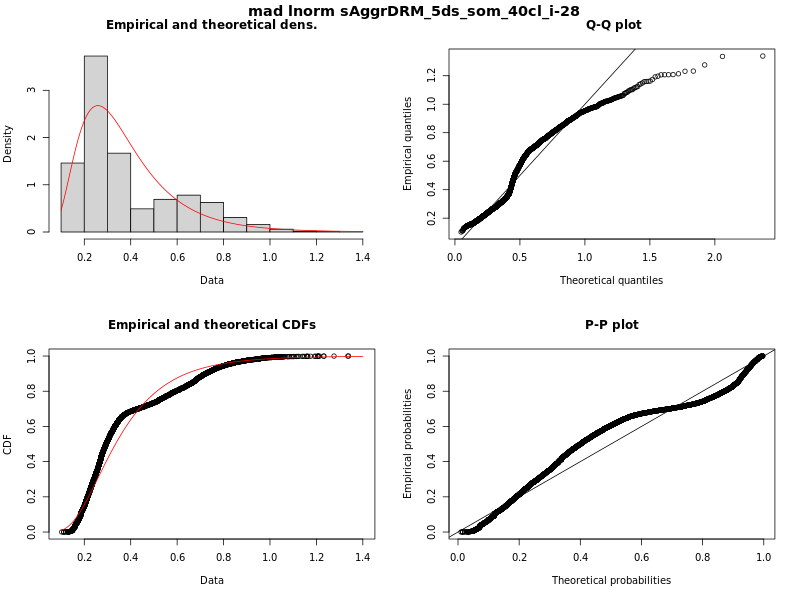 mad lnorm sAggrDRM_5ds_som_40cl_i-28
Empirical and theoretical dens.
Density
0 1 2 3
0.2 0.4 0.6 0.8 1.0 1.2 1.4
Data
Q-Q plot
Empirical quantiles
0.2 0.4 0.6 0.8 1.0 1.2
0.0 0.5 1.0 1.5 2.0
Theoretical quantiles
Empirical and theoretical CDFs
CDF
0.0 0.2 0.4 0.6 0.8 1.0
0.2 0.4 0.6 0.8 1.0 1.2 1.4
Data
P-P plot
Empirical probabilities
0.0 0.2 0.4 0.6 0.8 1.0
0.0 0.2 0.4 0.6 0.8 1.0
Theoretical probabilities